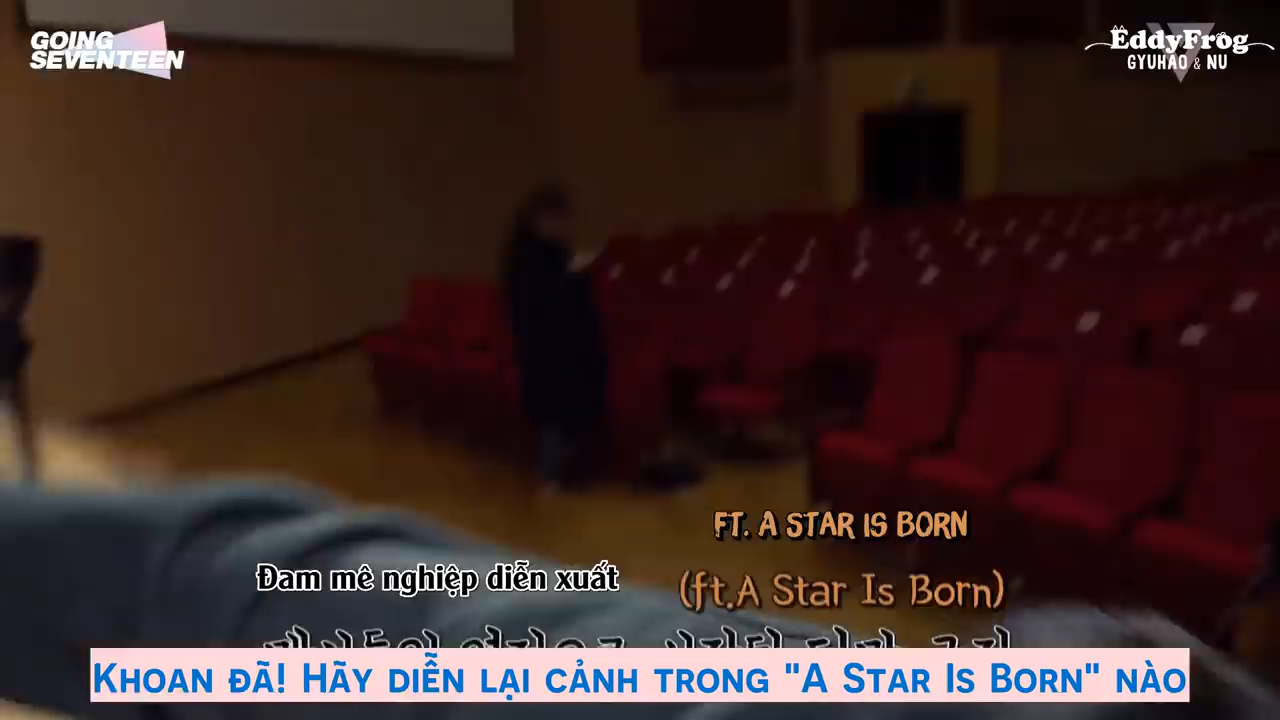 GOING
SEVENTEEN
EddyFrog
GYUHAO & NU
FT. A STAR IS BORN
Đam mê nghiệp diễn xuất
(ft.A Star Is Born)
KHOAN ĐÃ! HÃY DIỄN LẠI CẢNH TRONG "A STAR IS BORN" NÀO